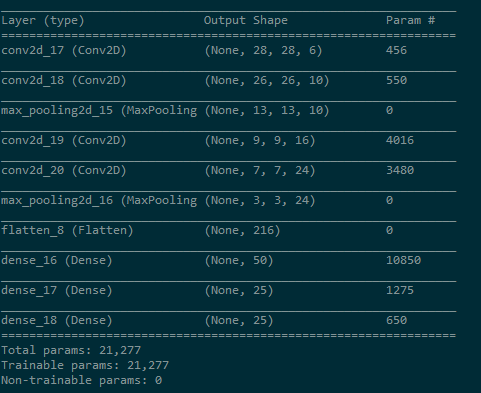 Layer (type) Output Shape Param #
=================================================================
conv2d_17 (Conv2D) (None, 28, 28, 6) 456
conv2d_18 (Conv2D) (None, 26, 26, 10) 550
max_pooling2d_15 (MaxPooling (None, 13, 13, 10) 0
conv2d_19 (Conv2D) (None, 9, 9, 16) 4016
conv2d_20 (Conv2D) (None, 7, 7, 24) 3480
max_pooling2d_16 (MaxPooling (None, 3, 3, 24) 0
flatten_8 (Flatten) (None, 216) 0
dense_16 (Dense) (None, 50) 10850
dense_17 (Dense) (None, 25) 1275
dense_18 (Dense) (None, 25) 650
=================================================================
Total params: 21,277
Trainable params: 21,277
Non-trainable params: 0